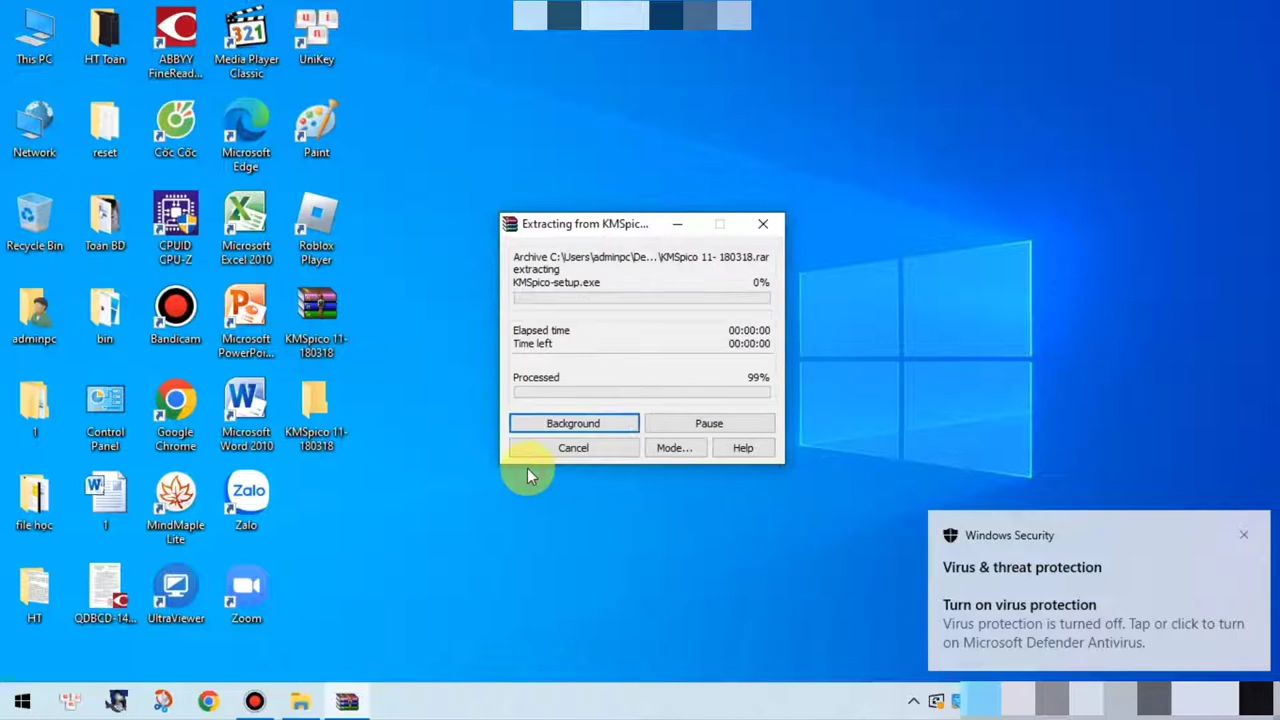 This PC
HT Toán
ABBYY
FineRead...
321
Media Player
Classic
u n i
UniKey
Network
reset
Cốc Cốc
Microsoft
Edge
Paint
Recycle Bin
Toan BD
CPUID
CPU-Z
Microsoft
Excel 2010
Roblox
Player
adminpc
bin
Bandicam
Microsoft
PowerPoi...
KMSpico 11-
180318
1
Control
Panel
Google
Chrome
Microsoft
Word 2010
KMSpico 11-
180318
file học
1
MindMaple
Lite
Zalo
Zalo
HT
QDBCD-14...
UltraViewer
Zoom
Extracting from KMSpic...
Archive C:\Users\adminpc\De...\KMSpico 11- 180318.rar
extracting
KMSpico-setup.exe 0%
Elapsed time 00:00:00
Time left 00:00:00
Processed 99%
Background Pause
Cancel Mode... Help
Windows Security
Virus & threat protection
Turn on virus protection
Virus protection is turned off. Tap or click to turn
on Microsoft Defender Antivirus.